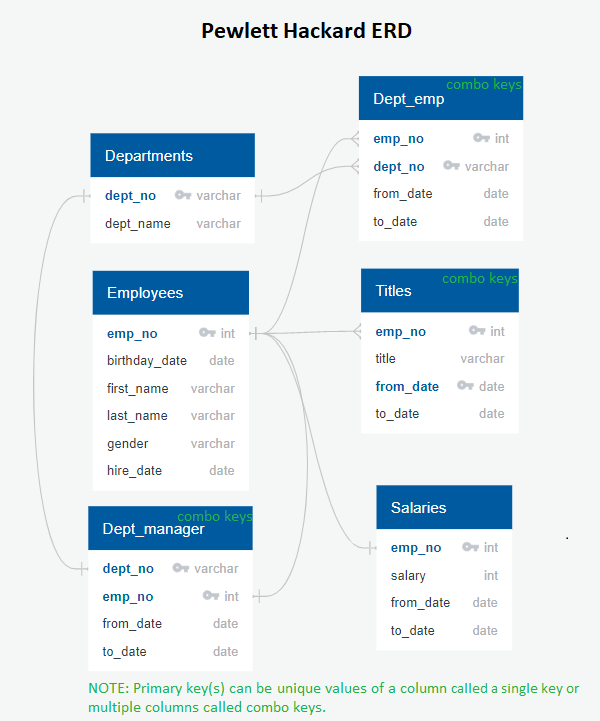 Pewlett Hackard ERD
Departments
dept_no varchar
dept_name varchar
Employees
emp_no int
birthday_date date
first_name varchar
last_name varchar
gender varchar
hire_date date
combo keys
Dept_manager
dept_no varchar
emp_no int
from_date date
to_date date
combo keys
Dept_emp
emp_no int
dept_no varchar
from_date date
to_date date
combo keys
Titles
emp_no int
title varchar
from_date date
to_date date
Salaries
emp_no int
salary int
from_date date
to_date date
NOTE: Primary key(s) can be unique values of a column called a single key or
multiple columns called combo keys.